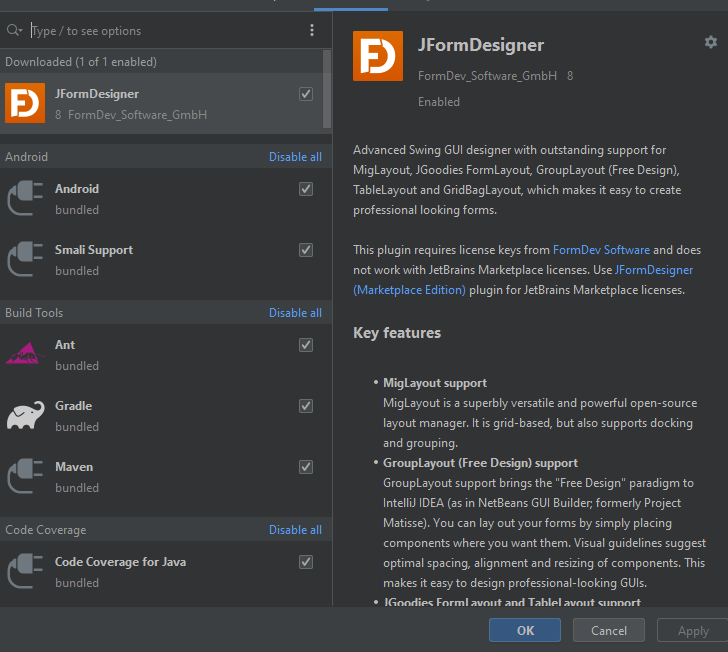 Type / to see options
Downloaded (1 of 1 enabled)
JFormDesigner
8 FormDev_Software_GmbH
Android
Disable all
Android
bundled
Smali Support
bundled
Build Tools
Disable all
Ant
bundled
Gradle
bundled
Maven
bundled
Code Coverage
Disable all
Code Coverage for Java
bundled
JFormDesigner
FormDev_Software_GmbH 8
Enabled
Advanced Swing GUI designer with outstanding support for
MigLayout, JGoodies FormLayout, GroupLayout (Free Design),
TableLayout and GridBagLayout, which makes it easy to create
professional looking forms.
This plugin requires license keys from FormDev Software and does
not work with JetBrains Marketplace licenses. Use JFormDesigner
(Marketplace Edition) plugin for JetBrains Marketplace licenses.
Key features
• MigLayout support
MigLayout is a superbly versatile and powerful open-source
layout manager. It is grid-based, but also supports docking
and grouping.
• GroupLayout (Free Design) support
GroupLayout support brings the "Free Design" paradigm to
IntelliJ IDEA (as in NetBeans GUI Builder; formerly Project
Matisse). You can lay out your forms by simply placing
components where you want them. Visual guidelines suggest
optimal spacing, alignment and resizing of components. This
makes it easy to design professional-looking GUIs.
• JGoodies FormLayout and TableLayout support
OK
Cancel
Apply